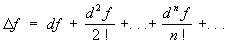 Δf = df + d²f / 2! + ... + dⁿf / n! + ...